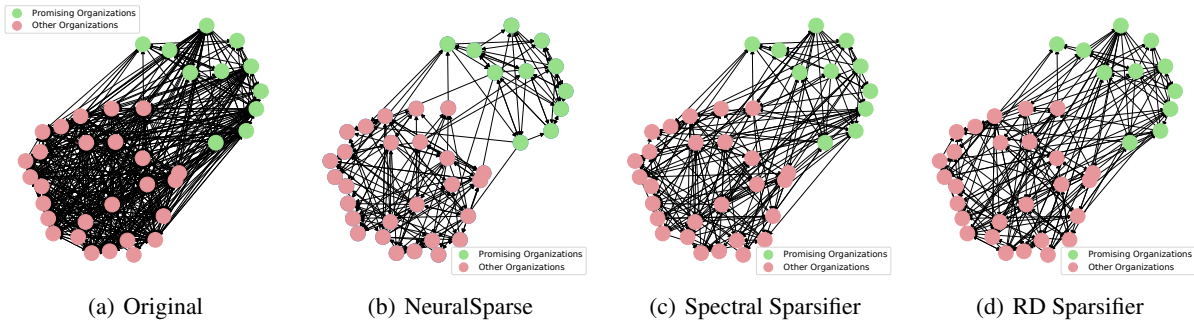 Promising Organizations
Other Organizations
Promising Organizations
Other Organizations
Promising Organizations
Other Organizations
Promising Organizations
Other Organizations
(a) Original
(b) NeuralSparse
(c) Spectral Sparsifier
(d) RD Sparsifier